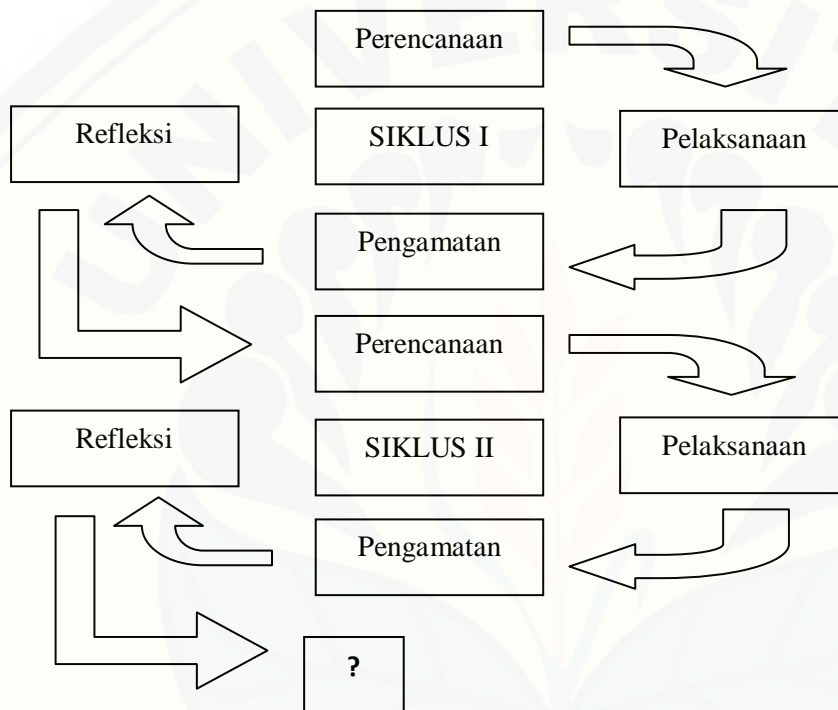 Perencanaan
Refleksi
SIKLUS I
Pelaksanaan
Pengamatan
Perencanaan
Refleksi
SIKLUS II
Pelaksanaan
Pengamatan
?